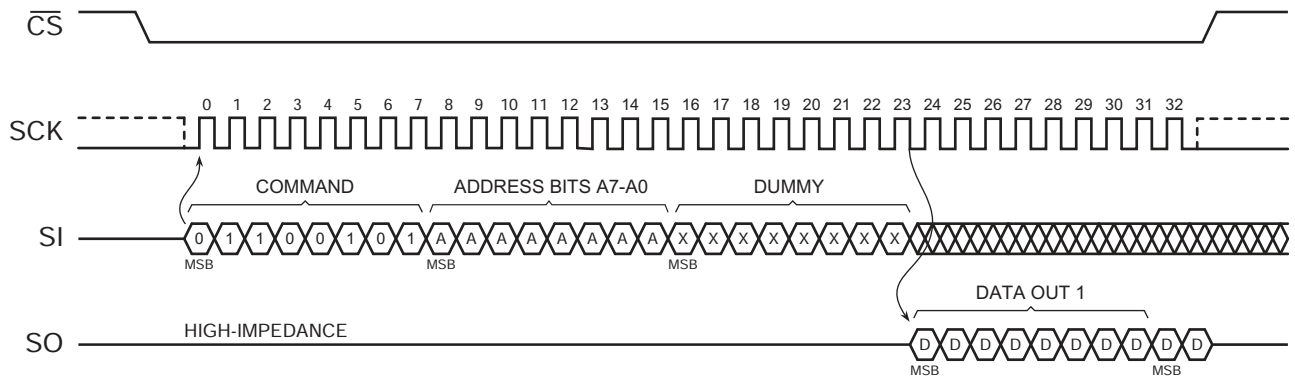 CS
0 1 2 3 4 5 6 7 8 9 10 11 12 13 14 15 16 17 18 19 20 21 22 23 24 25 26 27 28 29 30 31 32
SCK
COMMAND ADDRESS BITS A7-A0 DUMMY
SI 0 1 1 0 0 1 0 1 A A A A A A A A X X X X X X X X
MSB MSB MSB
DATA OUT 1
HIGH-IMPEDANCE
SO D D D D D D D D D D
MSB MSB